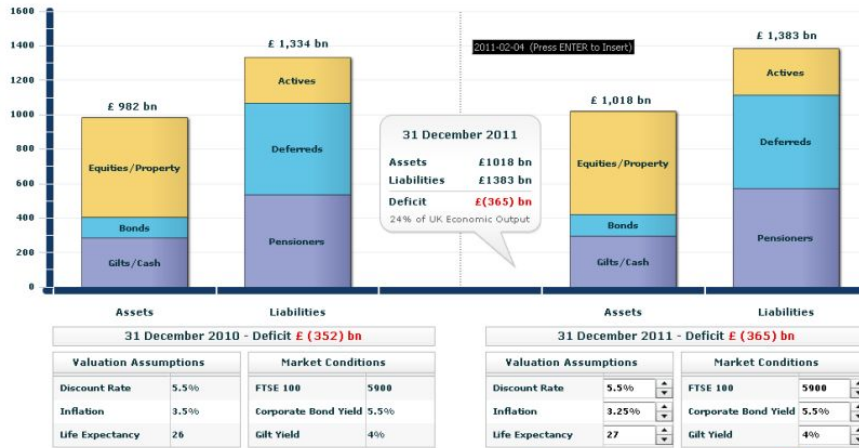 1600
1400
1200
1000
800
600
400
200
0
£ 982 bn
Equities/Property
Bonds
Gilts/Cash
£ 1,334 bn
Actives
Deferreds
Pensioners
2011-02-04 (Press ENTER to Insert)
31 December 2011
Assets £1018 bn
Liabilities £1383 bn
Deficit £(365) bn
24% of UK Economic Output
£ 1,018 bn
Equities/Property
Bonds
Gilts/Cash
£ 1,383 bn
Actives
Deferreds
Pensioners
Assets Liabilities Assets Liabilities
31 December 2010 - Deficit £ (352) bn
Valuation Assumptions Market Conditions
Discount Rate 5.5% FTSE 100 5900
Inflation 3.5% Corporate Bond Yield 5.5%
Life Expectancy 26 Gilt Yield 4%
31 December 2011 - Deficit £ (365) bn
Valuation Assumptions Market Conditions
Discount Rate 5.5% FTSE 100 5900
Inflation 3.25% Corporate Bond Yield 5.5%
Life Expectancy 27 Gilt Yield 4%